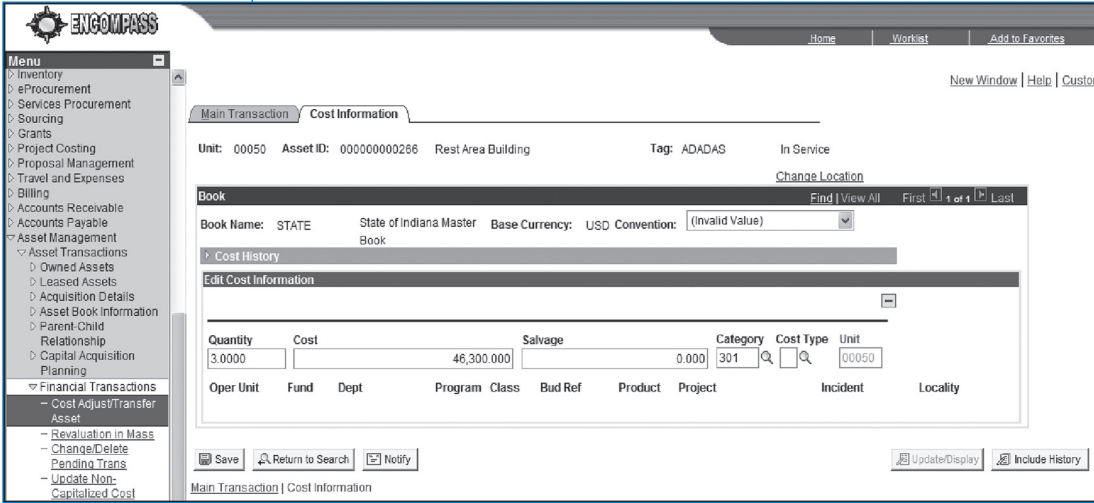 ENCOMPASS
Home Worklist Add to Favorites
Menu
New Window | Help | Custo
Inventory
eProcurement
Services Procurement
Sourcing
Grants
Project Costing
Proposal Management
Travel and Expenses
Billing
Accounts Receivable
Accounts Payable
Asset Management
Asset Transactions
Owned Assets
Leased Assets
Acquisition Details
Asset Book Information
Parent-Child
Relationship
Capital Acquisition
Planning
Financial Transactions
– Cost Adjust/Transfer
Asset
– Revaluation in Mass
– Change/Delete
Pending Trans
– Update Non-
Capitalized Cost
Main Transaction Cost Information
Unit: 00050 Asset ID: 000000000266 Rest Area Building Tag: ADADAS In Service
Change Location
Book Find | View All First 1 of 1 Last
Book Name: STATE State of Indiana Master Base Currency: USD Convention: (Invalid Value)
Book
Cost History
Edit Cost Information
Quantity Cost Salvage Category Cost Type Unit
3.0000 46,300.000 0.000 301 00050
Oper Unit Fund Dept Program Class Bud Ref Product Project Incident Locality
Save Return to Search Notify Update/Display Include History
Main Transaction | Cost Information